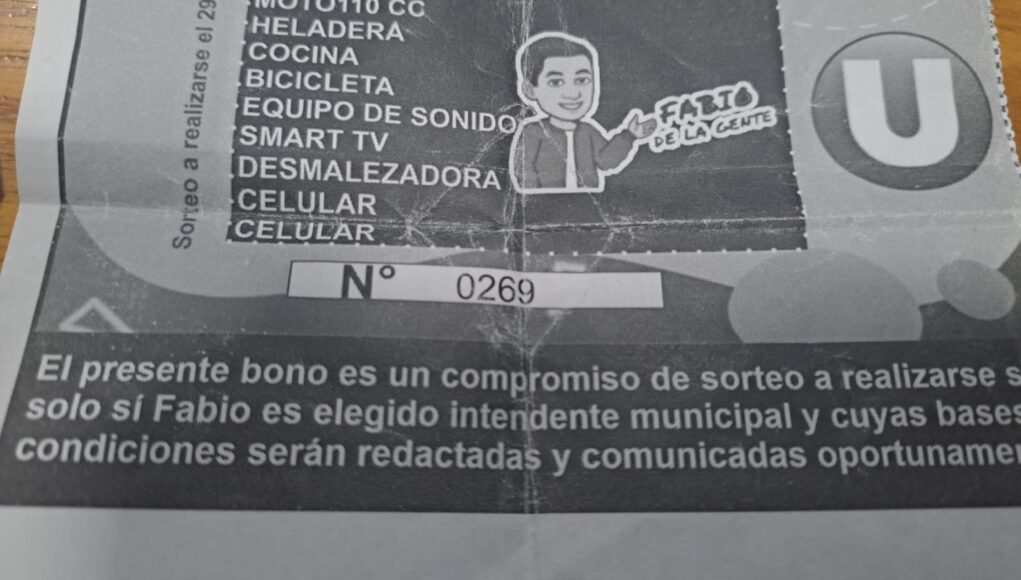 Sorteo a realizarse el 29
MOTO110 CC
HELADERA
COCINA
BICICLETA
EQUIPO DE SONIDO
SMART TV
DESMALEZADORA
CELULAR
CELULAR
FABIO
DE LA GENTE
U
N° 0269
El presente bono es un compromiso de sorteo a realizarse s
solo sí Fabio es elegido intendente municipal y cuyas bases
condiciones serán redactadas y comunicadas oportuname